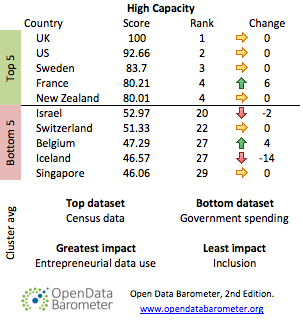 High Capacity
Country Score Rank Change
Top 5
UK 100 1 0
US 92.66 2 0
Sweden 83.7 3 0
France 80.21 4 6
New Zealand 80.01 4 0
Bottom 5
Israel 52.97 20 -2
Switzerland 51.33 22 0
Belgium 47.29 27 4
Iceland 46.57 27 -14
Singapore 46.06 29 0
Cluster avg
Top dataset Bottom dataset
Census data Government spending
Greatest impact Least impact
Entrepreneurial data use Inclusion
OpenData
Barometer
Open Data Barometer, 2nd Edition.
www.opendatabarometer.org